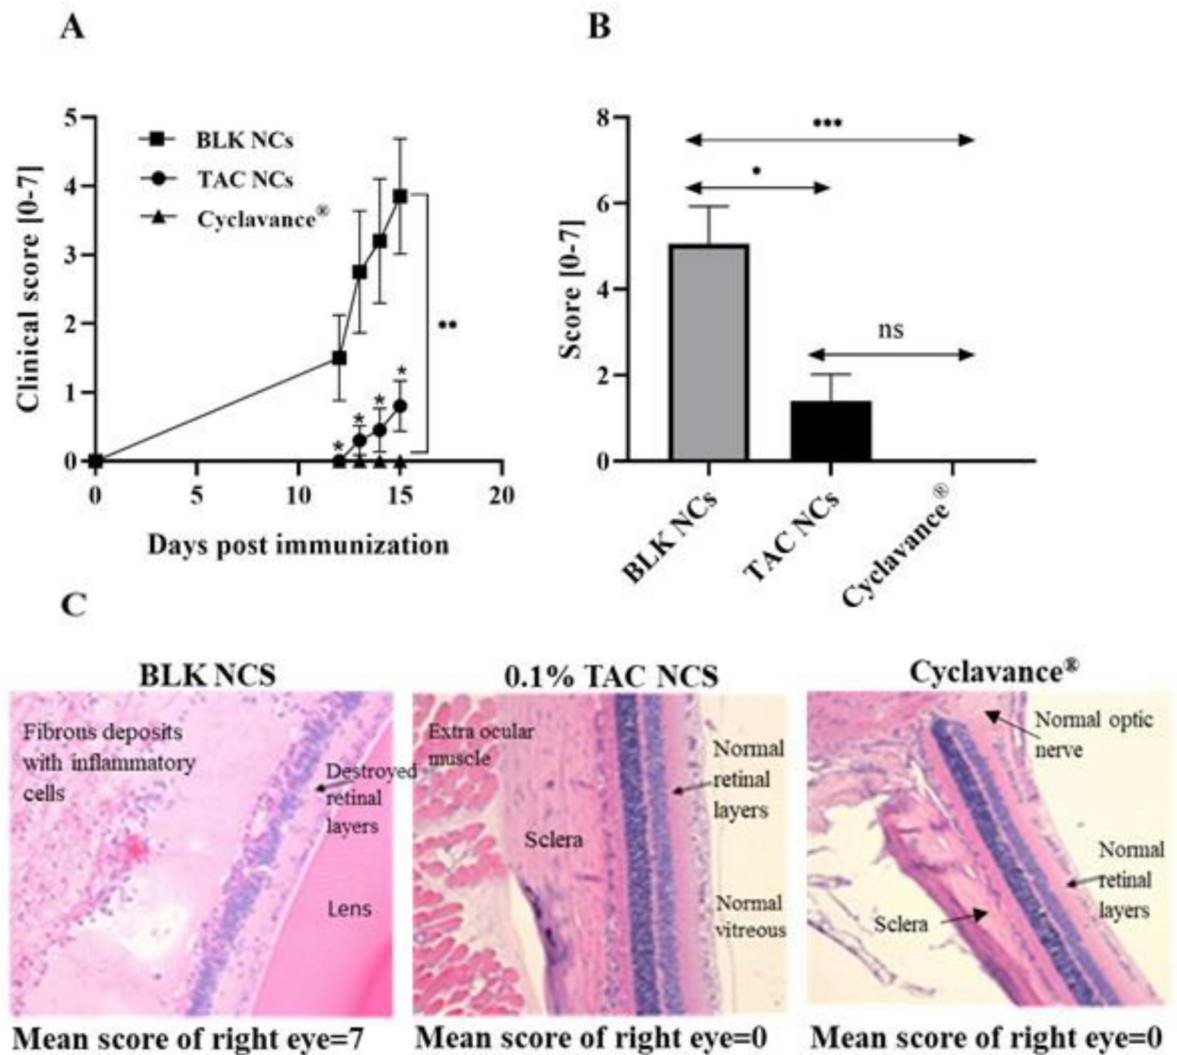 A
Clinical score [0-7]
5
4
3
2
1
0
BLK NCs
TAC NCs
Cyclavance®
**
* * * *
0 5 10 15 20
Days post immunization
B
Score [0-7]
8
6
4
2
0
***
*
ns
BLK NCs
TAC NCs
Cyclavance®
C
BLK NCS
Fibrous deposits
with inflammatory
cells
Destroyed
retinal
layers
Lens
Mean score of right eye=7
0.1% TAC NCS
Extra ocular
muscle
Sclera
Normal
retinal
layers
Normal
vitreous
Mean score of right eye=0
Cyclavance®
Normal optic
nerve
Normal
retinal
layers
Sclera
Mean score of right eye=0